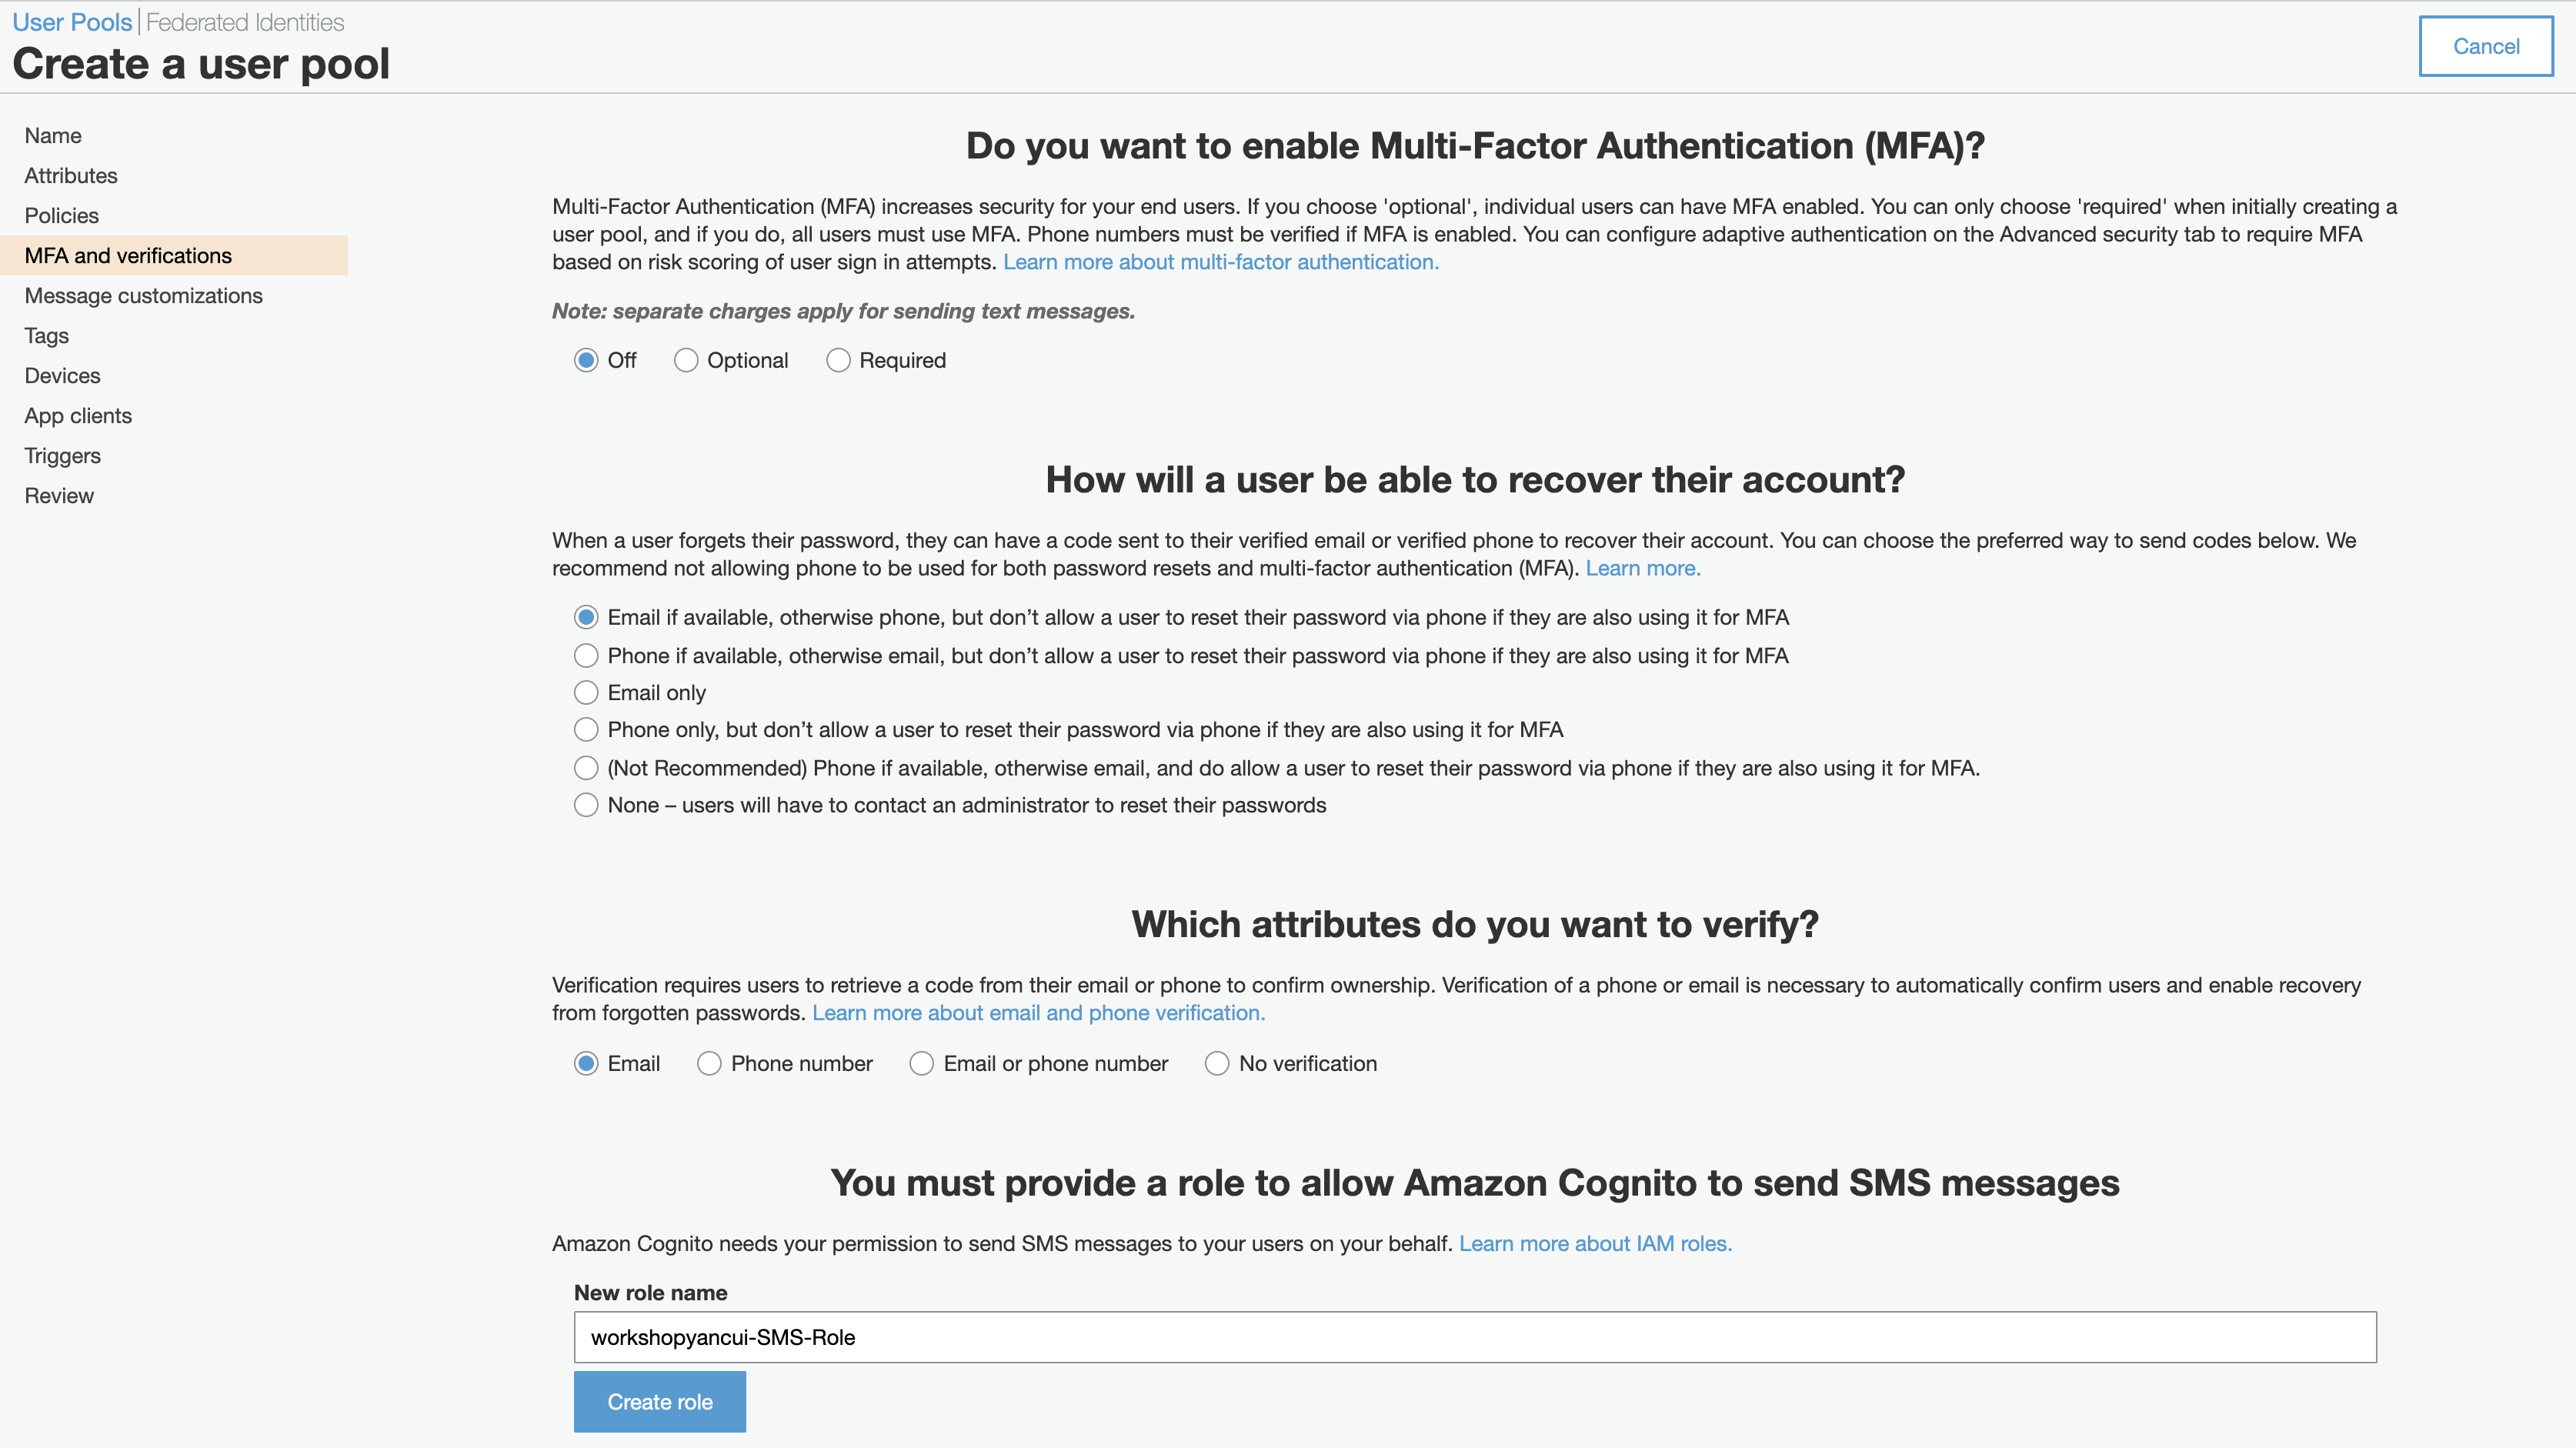 User Pools | Federated Identities
Create a user pool
Cancel
Name
Attributes
Policies
MFA and verifications
Message customizations
Tags
Devices
App clients
Triggers
Review
Do you want to enable Multi-Factor Authentication (MFA)?
Multi-Factor Authentication (MFA) increases security for your end users. If you choose 'optional', individual users can have MFA enabled. You can only choose 'required' when initially creating a
user pool, and if you do, all users must use MFA. Phone numbers must be verified if MFA is enabled. You can configure adaptive authentication on the Advanced security tab to require MFA
based on risk scoring of user sign in attempts. Learn more about multi-factor authentication.
Note: separate charges apply for sending text messages.
Off Optional Required
How will a user be able to recover their account?
When a user forgets their password, they can have a code sent to their verified email or verified phone to recover their account. You can choose the preferred way to send codes below. We
recommend not allowing phone to be used for both password resets and multi-factor authentication (MFA). Learn more.
Email if available, otherwise phone, but don’t allow a user to reset their password via phone if they are also using it for MFA
Phone if available, otherwise email, but don’t allow a user to reset their password via phone if they are also using it for MFA
Email only
Phone only, but don’t allow a user to reset their password via phone if they are also using it for MFA
(Not Recommended) Phone if available, otherwise email, and do allow a user to reset their password via phone if they are also using it for MFA.
None – users will have to contact an administrator to reset their passwords
Which attributes do you want to verify?
Verification requires users to retrieve a code from their email or phone to confirm ownership. Verification of a phone or email is necessary to automatically confirm users and enable recovery
from forgotten passwords. Learn more about email and phone verification.
Email Phone number Email or phone number No verification
You must provide a role to allow Amazon Cognito to send SMS messages
Amazon Cognito needs your permission to send SMS messages to your users on your behalf. Learn more about IAM roles.
New role name
workshopyancui-SMS-Role
Create role